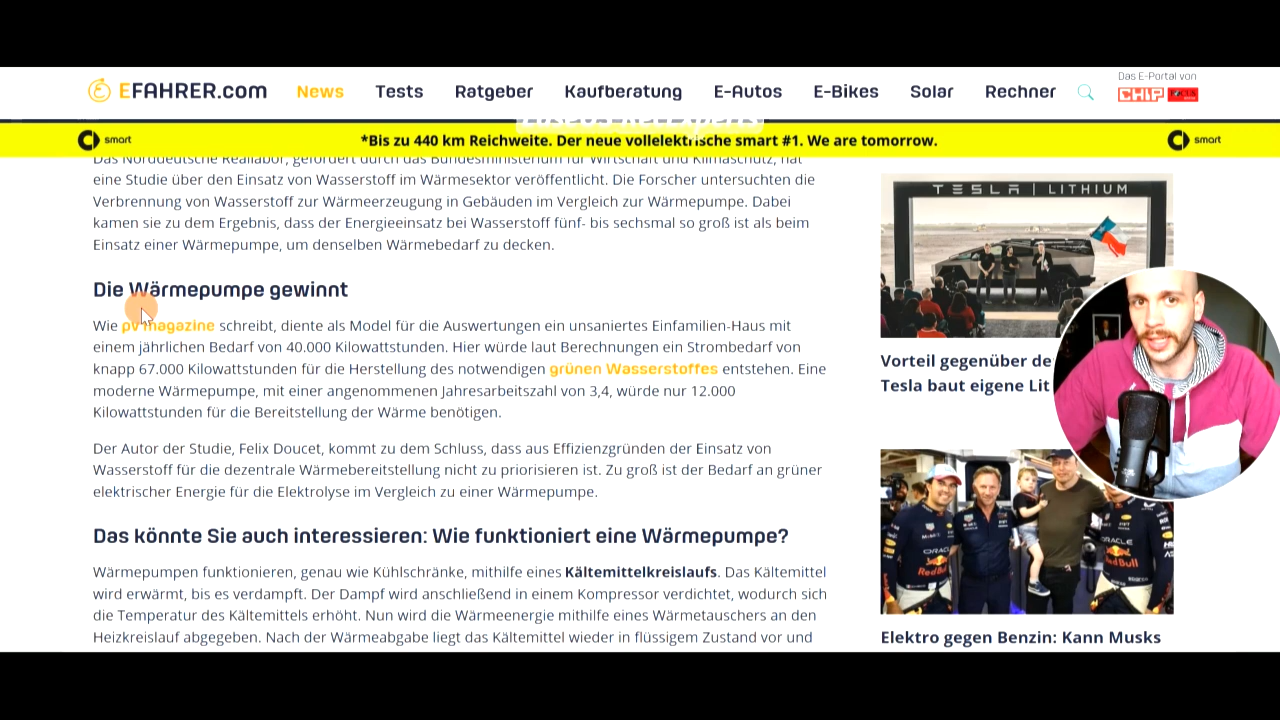 EFAHRER.com
News
Tests
Ratgeber
Kaufberatung
E-Autos
E-Bikes
Solar
Rechner
Das E-Portal von
CHIP FOCUS
smart
*Bis zu 440 km Reichweite. Der neue vollelektrische smart #1. We are tomorrow.
smart
Das Norddeutsche Reallabor, gefördert durch das Bundesministerium für Wirtschaft und Klimaschutz, hat
eine Studie über den Einsatz von Wasserstoff im Wärmesektor veröffentlicht. Die Forscher untersuchten die
Verbrennung von Wasserstoff zur Wärmeerzeugung in Gebäuden im Vergleich zur Wärmepumpe. Dabei
kamen sie zu dem Ergebnis, dass der Energieeinsatz bei Wasserstoff fünf- bis sechsmal so groß ist als beim
Einsatz einer Wärmepumpe, um denselben Wärmebedarf zu decken.
Die Wärmepumpe gewinnt
Wie pv magazine schreibt, diente als Model für die Auswertungen ein unsaniertes Einfamilien-Haus mit
einem jährlichen Bedarf von 40.000 Kilowattstunden. Hier würde laut Berechnungen ein Strombedarf von
knapp 67.000 Kilowattstunden für die Herstellung des notwendigen grünen Wasserstoffes entstehen. Eine
moderne Wärmepumpe, mit einer angenommenen Jahresarbeitszahl von 3,4, würde nur 12.000
Kilowattstunden für die Bereitstellung der Wärme benötigen.
Der Autor der Studie, Felix Doucet, kommt zu dem Schluss, dass aus Effizienzgründen der Einsatz von
Wasserstoff für die dezentrale Wärmebereitstellung nicht zu priorisieren ist. Zu groß ist der Bedarf an grüner
elektrischer Energie für die Elektrolyse im Vergleich zu einer Wärmepumpe.
Das könnte Sie auch interessieren: Wie funktioniert eine Wärmepumpe?
Wärmepumpen funktionieren, genau wie Kühlschränke, mithilfe eines Kältemittelkreislaufs. Das Kältemittel
wird erwärmt, bis es verdampft. Der Dampf wird anschließend in einem Kompressor verdichtet, wodurch sich
die Temperatur des Kältemittels erhöht. Nun wird die Wärmeenergie mithilfe eines Wärmetauschers an den
Heizkreislauf abgegeben. Nach der Wärmeabgabe liegt das Kältemittel wieder in flüssigem Zustand vor und
TESLA | LITHIUM
Vorteil gegenüber de
Tesla baut eigene Lit
ORACLE
Red Bull
ORACLE
Red Bull
Elektro gegen Benzin: Kann Musks